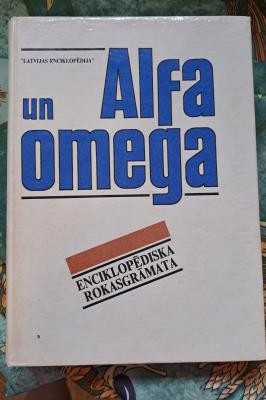 "LATVIJAS ENCIKLOPĒDIJA"
Alfa
un
omega
ENCIKLOPĒDISKA
ROKASGRĀMATA